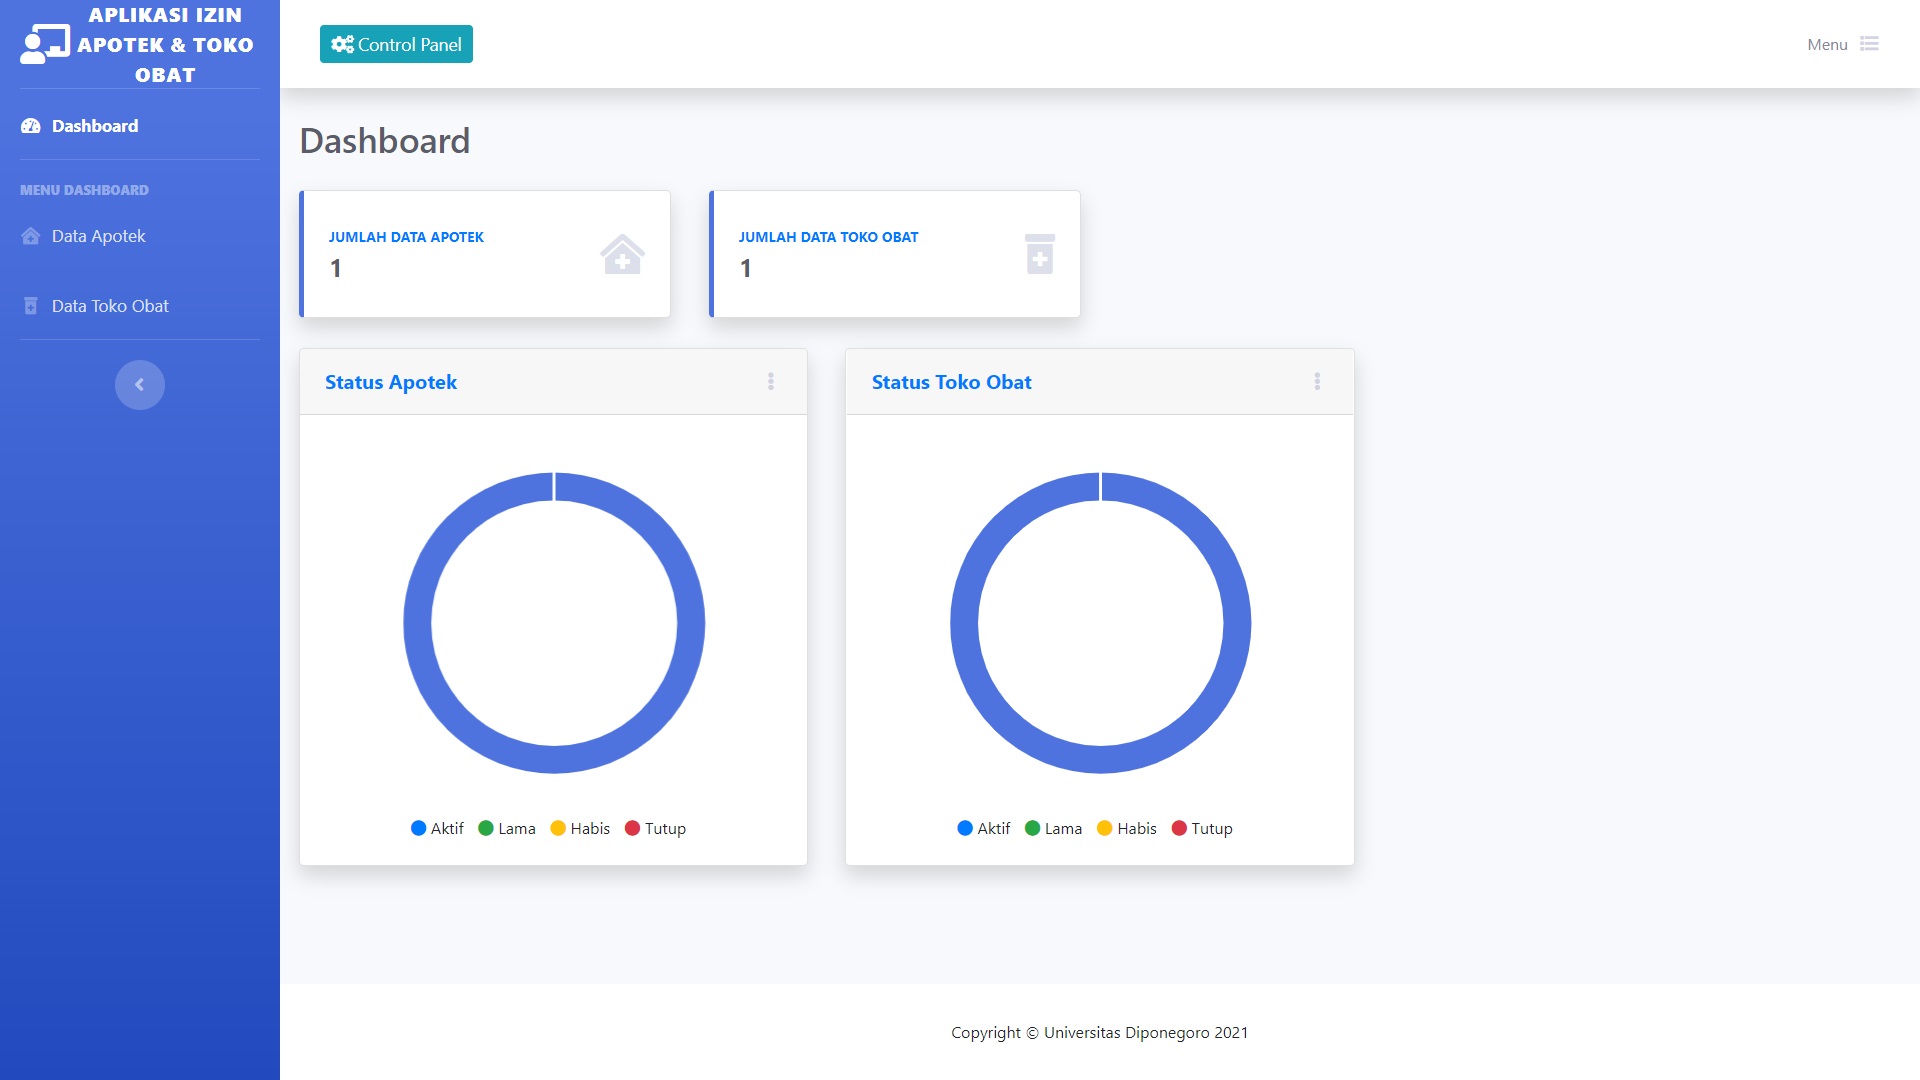 APLIKASI IZIN
APOTEK & TOKO
OBAT
Dashboard
MENU DASHBOARD
Data Apotek
Data Toko Obat
Control Panel
Menu
Dashboard
JUMLAH DATA APOTEK
1
JUMLAH DATA TOKO OBAT
1
Status Apotek
Aktif Lama Habis Tutup
Status Toko Obat
Aktif Lama Habis Tutup
Copyright © Universitas Diponegoro 2021